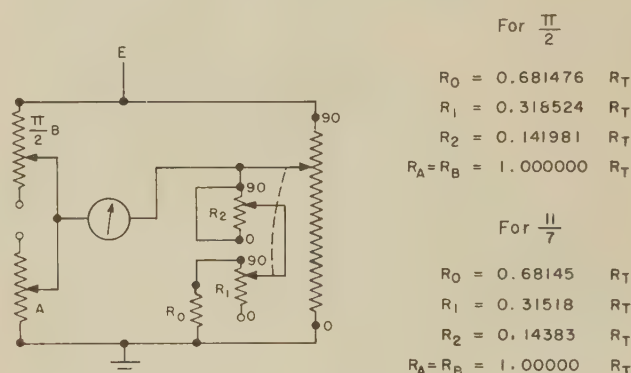 E
π/2 B
A
R2
90
0
R1
90
0
R0
90
0
For π/2
R0 = 0.681476 RT
R1 = 0.318524 RT
R2 = 0.141981 RT
RA = RB = 1.000000 RT
For 11/7
R0 = 0.68145 RT
R1 = 0.31518 RT
R2 = 0.14383 RT
RA = RB = 1.00000 RT